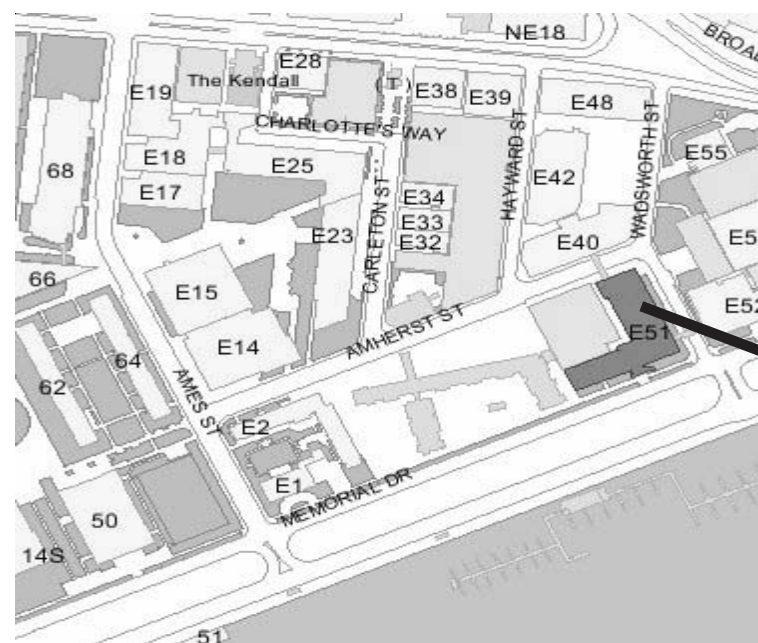 NE18
BROA
E28
E19
The Kendall
( T )
E38
E39
E48
CHARLOTTE'S WAY
HAYWARD ST
WADSWORTH ST
E18
E25
E55
68
E17
E34
E42
CARLETON ST
E33
E23
E32
E40
E5
66
E15
E52
AMHERST ST
E51
E14
64
62
AMES ST
E2
E1
MEMORIAL DR
50
14S
51